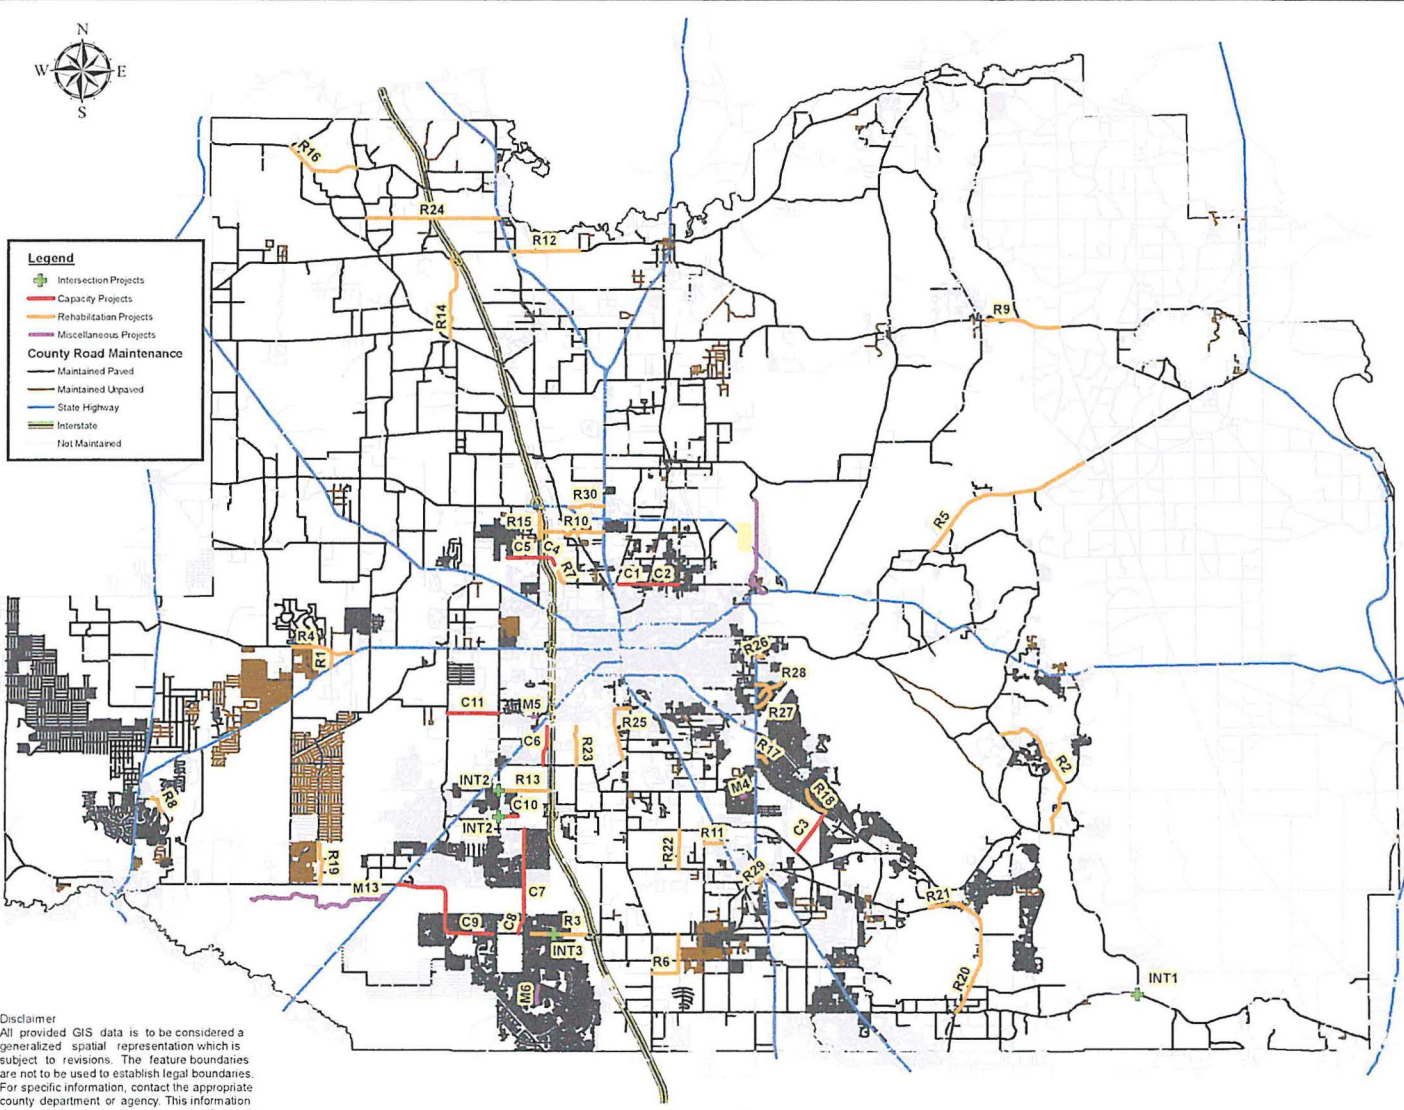 N
W E
S
Legend
Intersection Projects
Capacity Projects
Rehabilitation Projects
Miscellaneous Projects
County Road Maintenance
Maintained Paved
Maintained Unpaved
State Highway
Interstate
Not Maintained
R16
R24
R12
R14
R9
R30
R15
R10
C5
C4
R7
C1
C2
R5
R4
R1
R26
R28
R27
C11
M5
R25
C6
R23
R17
R2
INT2
R13
M4
R8
C10
R18
INT2
C3
R11
R22
R19
R29
M13
C7
R21
C9
C8
R3
INT3
R6
R20
INT1
M6
Disclaimer
All provided GIS data is to be considered a
generalized spatial representation which is
subject to revisions. The feature boundaries
are not to be used to establish legal boundaries.
For specific information, contact the appropriate
county department or agency. This information